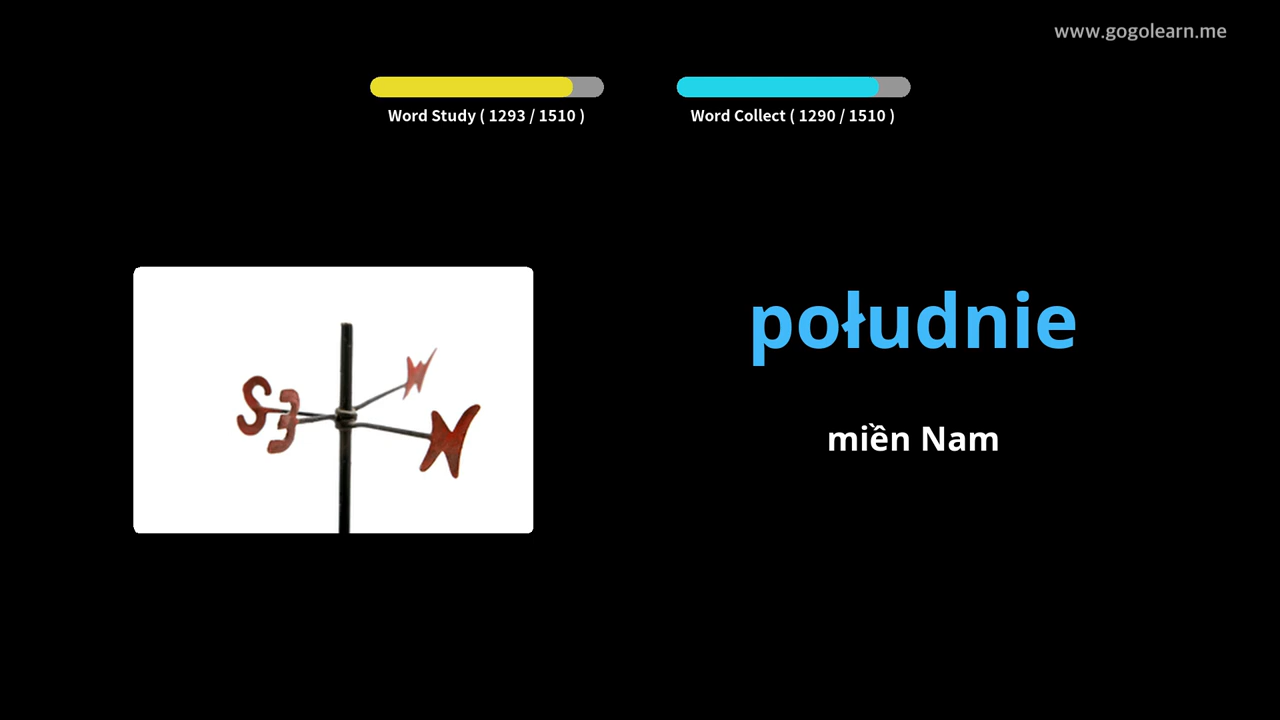 www.gogolearn.me
Word Study ( 1293 / 1510 )
Word Collect ( 1290 / 1510 )
S E N
południe
miền Nam